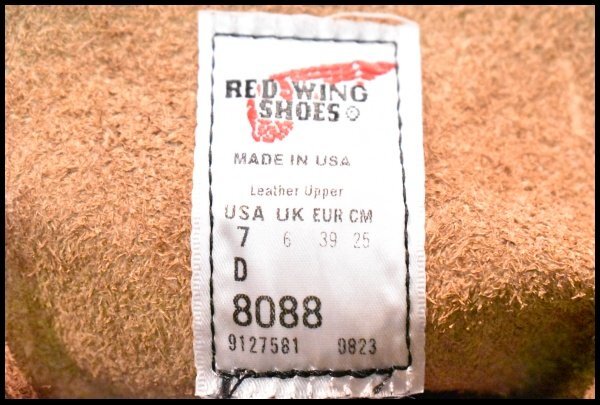 RED WING
SHOES®
MADE IN USA
Leather Upper
USA UK EUR CM
7 6 39 25
D
8088
9127581 0823